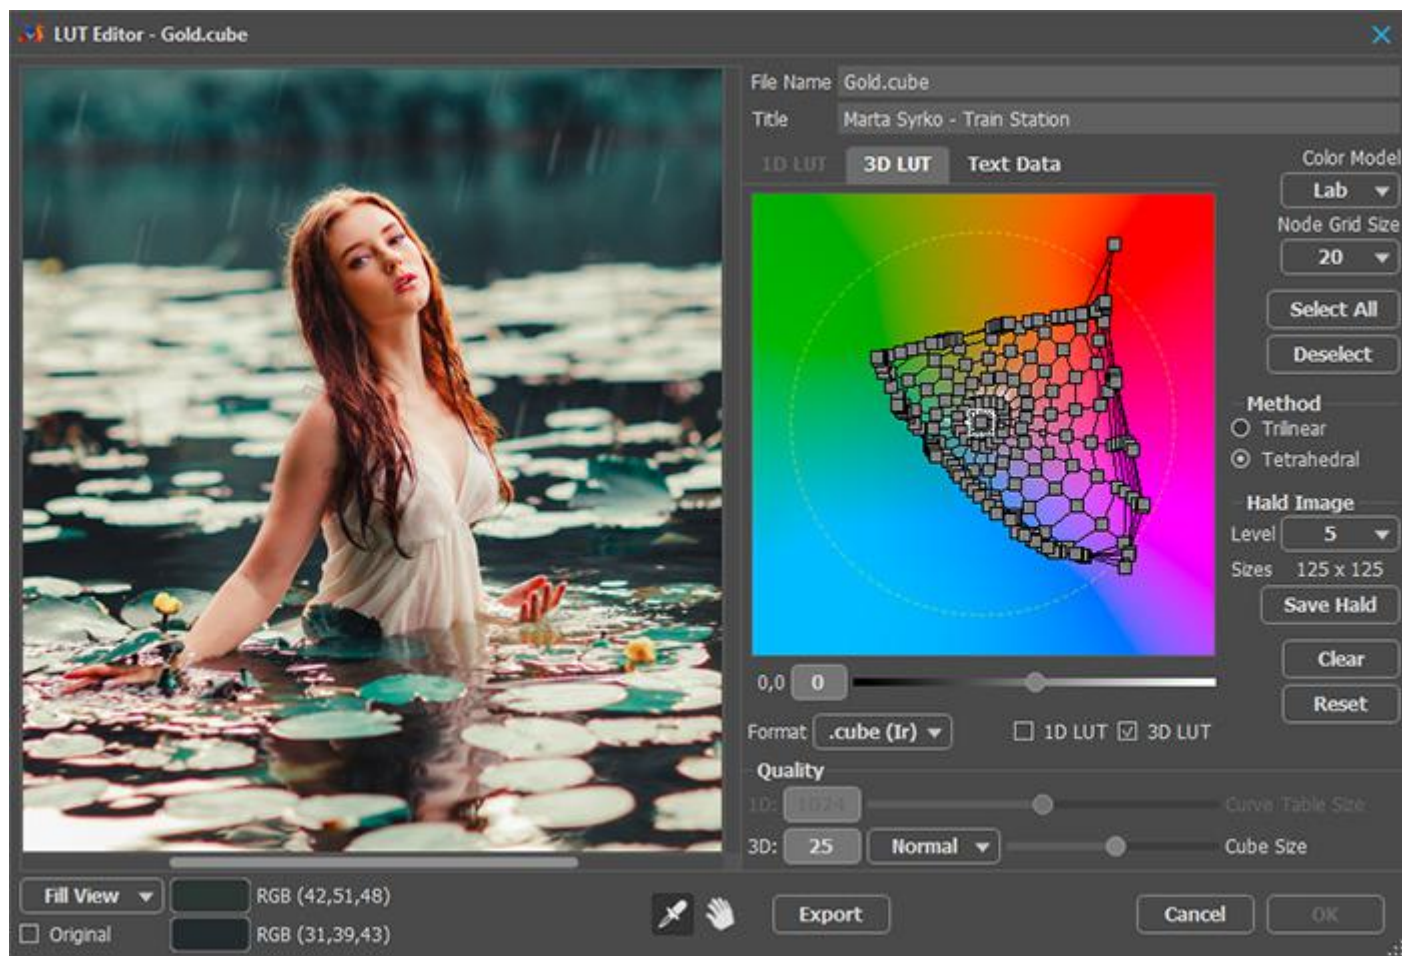 LUT Editor - Gold.cube
File Name Gold.cube
Title Marta Syrko - Train Station
1D LUT 3D LUT Text Data
Color Model
Lab
Node Grid Size
20
Select All
Deselect
Method
Trilinear
Tetrahedral
Hald Image
Level 5
Sizes 125 x 125
Save Hald
Clear
Reset
0,0 0
Format .cube (Ir) 1D LUT 3D LUT
Quality
1D: 1024 Curve Table Size
3D: 25 Normal Cube Size
Fill View RGB (42,51,48)
Original RGB (31,39,43)
Export Cancel OK